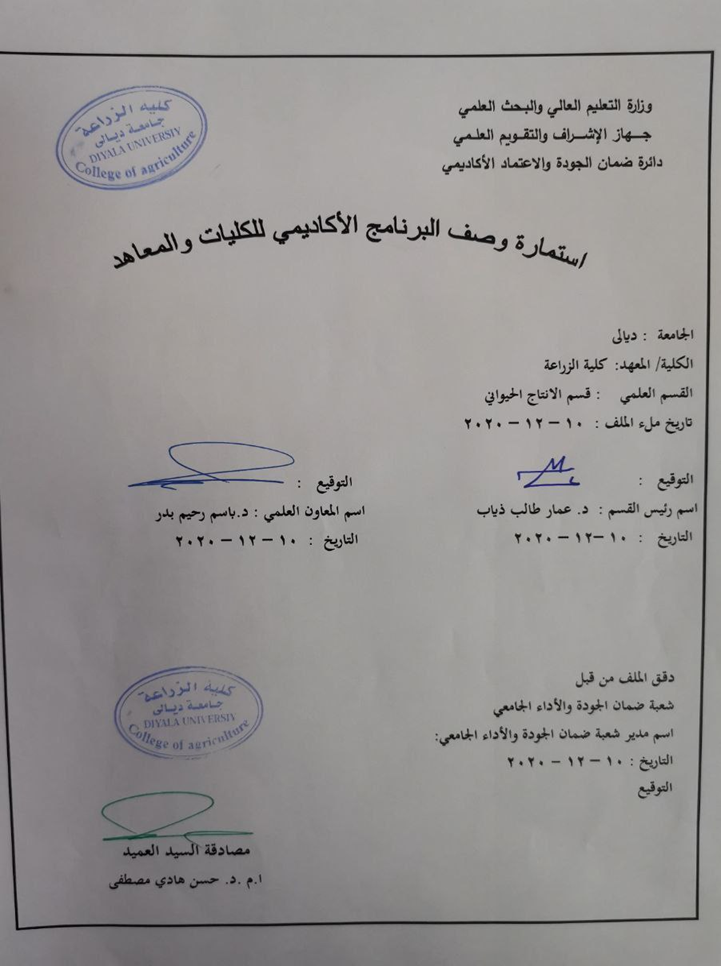 وزارة التعليم العالي والبحث العلمي
جهاز الإشراف والتقويم العلمي
دائرة ضمان الجودة والاعتماد الأكاديمي
كلية الزراعة
جامعة ديالى
DIYALA UNIVERSIY
College of agriculture
استمارة وصف البرنامج الأكاديمي للكليات والمعاهد
الجامعة : ديالى
الكلية/ المعهد: كلية الزراعة
القسم العلمي : قسم الانتاج الحيواني
تاريخ ملء الملف : ١٠ – ١٢ – ٢٠٢٠
التوقيع :
اسم رئيس القسم : د. عمار طالب ذياب
التاريخ : ١٠ –١٢ – ٢٠٢٠
التوقيع :
اسم المعاون العلمي : د.باسم رحيم بدر
التاريخ : ١٠ – ١٢ – ٢٠٢٠
دقق الملف من قبل
شعبة ضمان الجودة والأداء الجامعي
اسم مدير شعبة ضمان الجودة والأداء الجامعي:
التاريخ : ١٠ – ١٢ – ٢٠٢٠
التوقيع
كلية الزراعة
جامعة ديالى
DIYALA UNIVERSIY
College of agriculture
مصادقة السيد العميد
ا.م .د. حسن هادي مصطفى